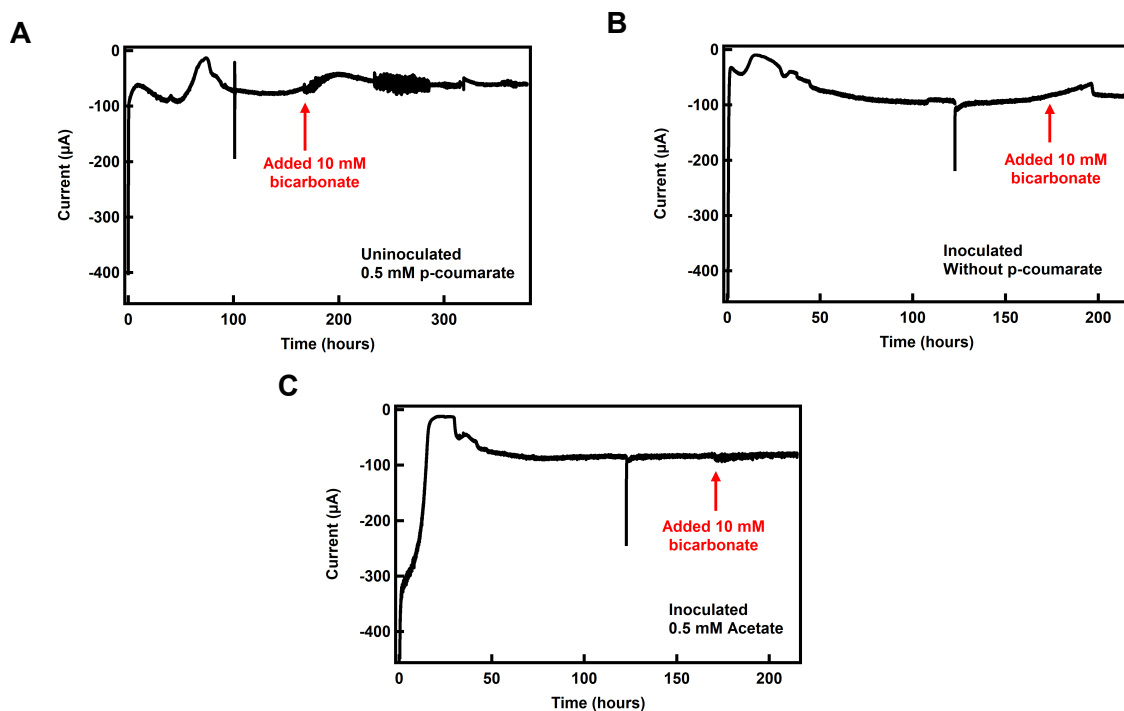 A
0
-100
-200
-300
-400
Current (µA)
Added 10 mM
bicarbonate
Uninoculated
0.5 mM p-coumarate
0 100 200 300
Time (hours)
B
0
-100
-200
-300
-400
Current (µA)
Added 10 mM
bicarbonate
Inoculated
Without p-coumarate
0 50 100 150 200
Time (hours)
C
0
-100
-200
-300
-400
Current (µA)
Added 10 mM
bicarbonate
Inoculated
0.5 mM Acetate
0 50 100 150 200
Time (hours)